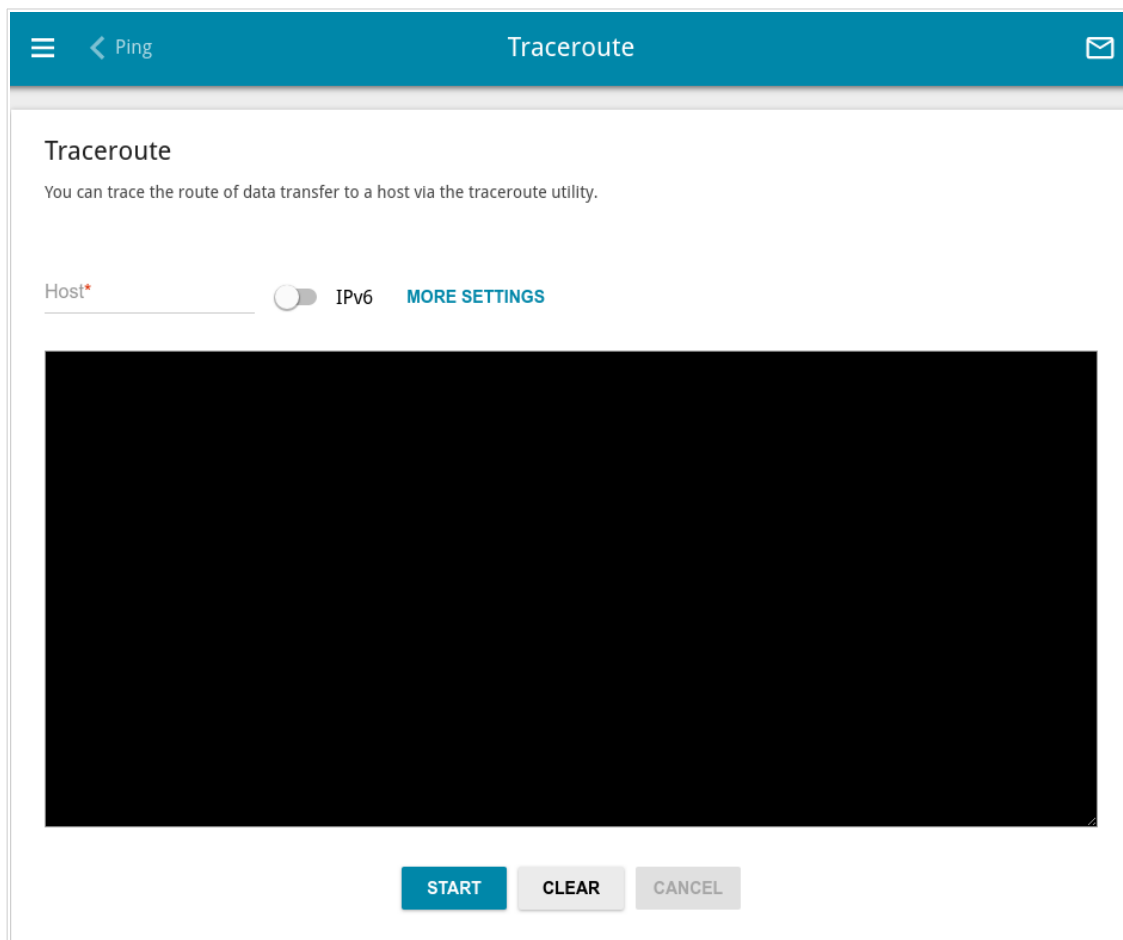 Ping
Traceroute
Traceroute
You can trace the route of data transfer to a host via the traceroute utility.
Host*
IPv6
MORE SETTINGS
START
CLEAR
CANCEL